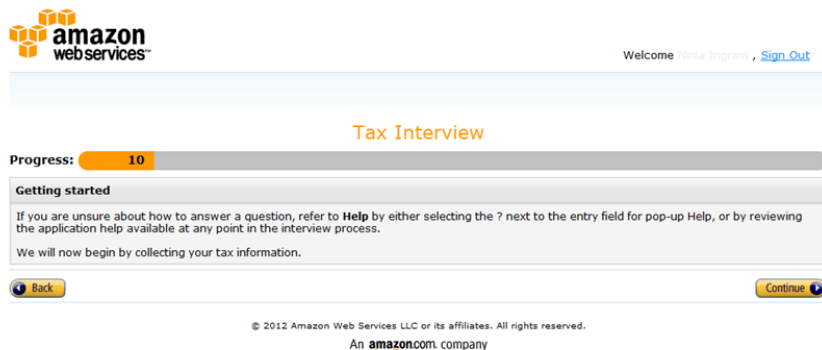 amazon
webservices™
Welcome Ninia Ingram , Sign Out
Tax Interview
Progress: 10
Getting started
If you are unsure about how to answer a question, refer to Help by either selecting the ? next to the entry field for pop-up Help, or by reviewing
the application help available at any point in the interview process.
We will now begin by collecting your tax information.
Back
Continue
© 2012 Amazon Web Services LLC or its affiliates. All rights reserved.
An amazon.com. company